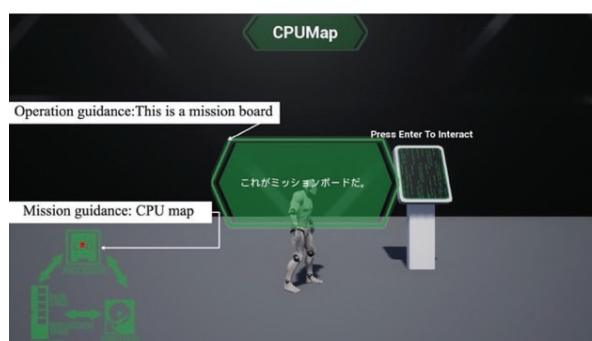 CPUMap
Operation guidance:This is a mission board
Press Enter To Interact
これがミッションボードだ。
Mission guidance: CPU map